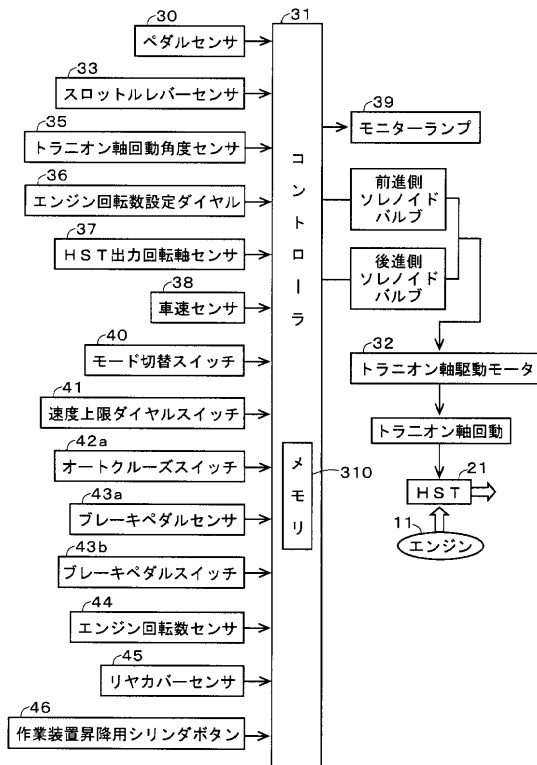 30
ペダルセンサ
33
スロットルレバーセンサ
35
トラニオン軸回動角度センサ
36
エンジン回転数設定ダイヤル
37
HST出力回転軸センサ
38
車速センサ
40
モード切替スイッチ
41
速度上限ダイヤルスイッチ
42a
オートクルーズスイッチ
43a
ブレーキペダルセンサ
43b
ブレーキペダルスイッチ
44
エンジン回転数センサ
45
リヤカバーセンサ
46
作業装置昇降用シリンダボタン
31
コントローラ
メモリ
310
39
モニターランプ
前進側
ソレノイド
バルブ
後進側
ソレノイド
バルブ
32
トラニオン軸駆動モータ
トラニオン軸回動
21
HST
11
エンジン